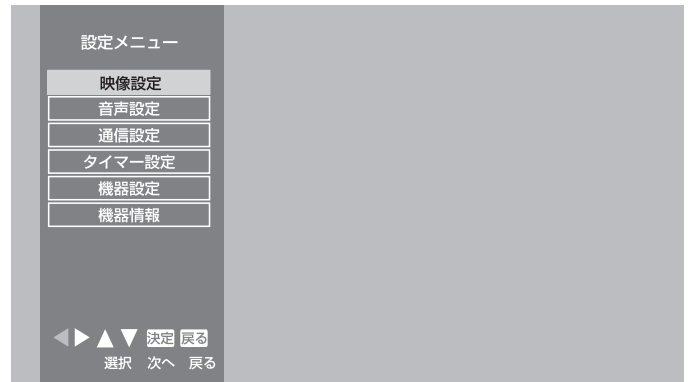 設定メニュー
映像設定
音声設定
通信設定
タイマー設定
機器設定
機器情報
決定 戻る
選択 次へ 戻る